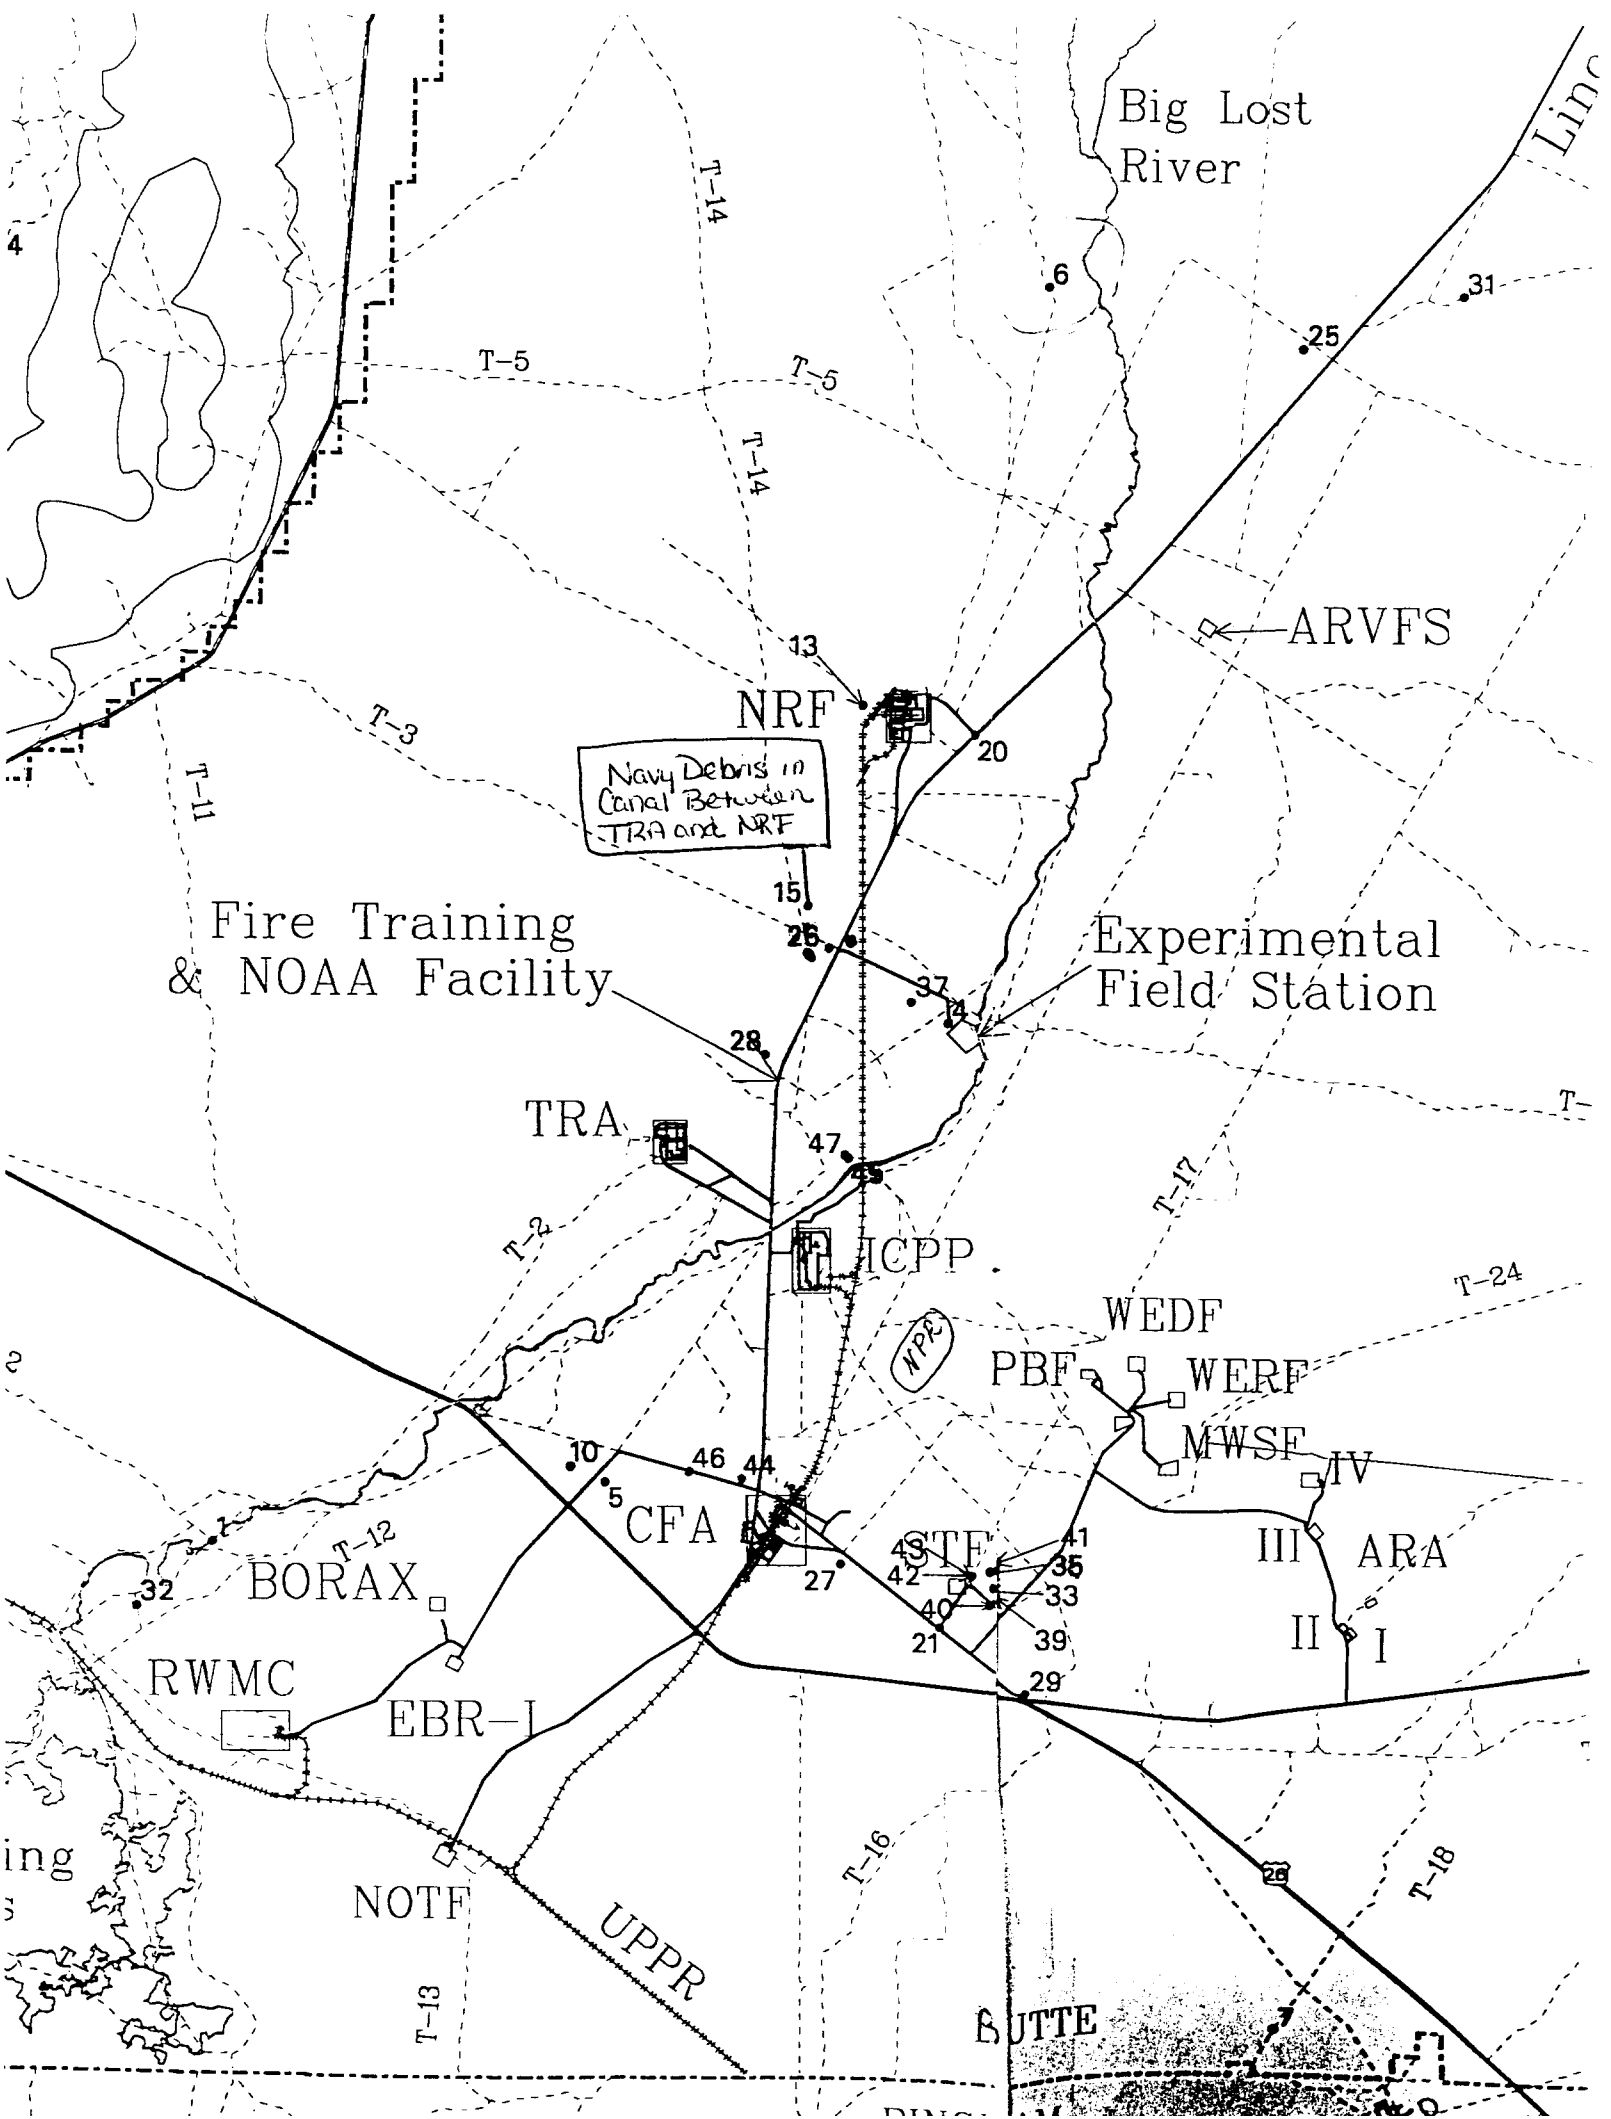 Big Lost
River
T-14
4
6
31
25
T-5
T-5
T-14
ARVFS
13
NRF
20
T-3
T-11
Navy Debris in
Canal Between
TRA and NRF
15
26
Fire Training
& NOAA Facility
Experimental
Field Station
37
4
28
TRA
T-
47
T-17
T-2
ICPP
T-24
WEDF
NPR
PBF
WERF
MWSF
IV
10
46
44
5
CFA
T-12
STF
43
41
42
35
III
ARA
BORAX
27
33
32
40
21
39
II
I
RWMC
29
EBR-I
T-16
26
T-18
ing
s
NOTF
UPPR
T-13
BUTTE